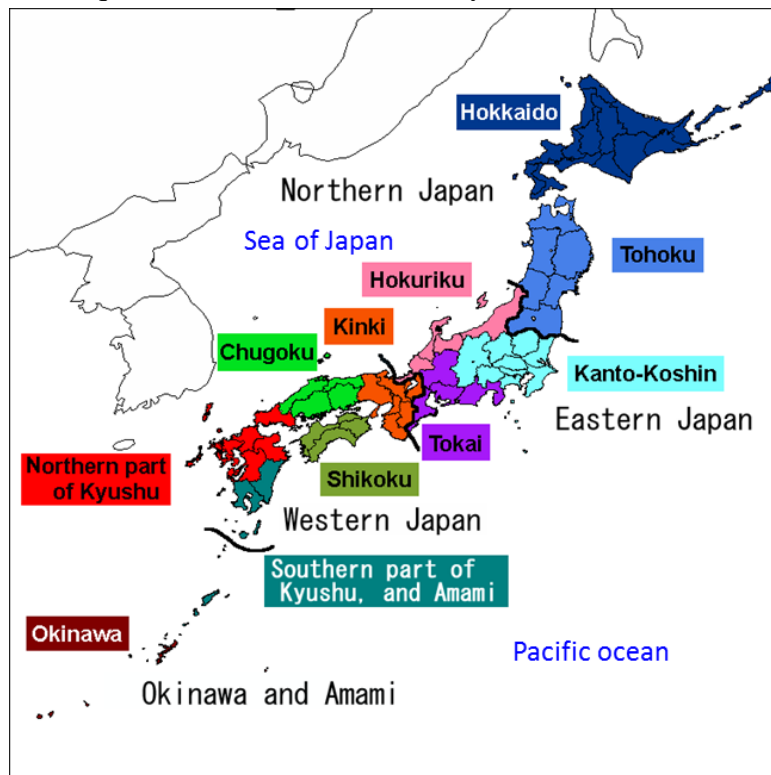 Hokkaido
Northern Japan
Sea of Japan
Tohoku
Hokuriku
Kinki
Chugoku
Kanto-Koshin
Eastern Japan
Tokai
Northern part
of Kyushu
Shikoku
Western Japan
Southern part of
Kyushu, and Amami
Okinawa
Pacific ocean
Okinawa and Amami